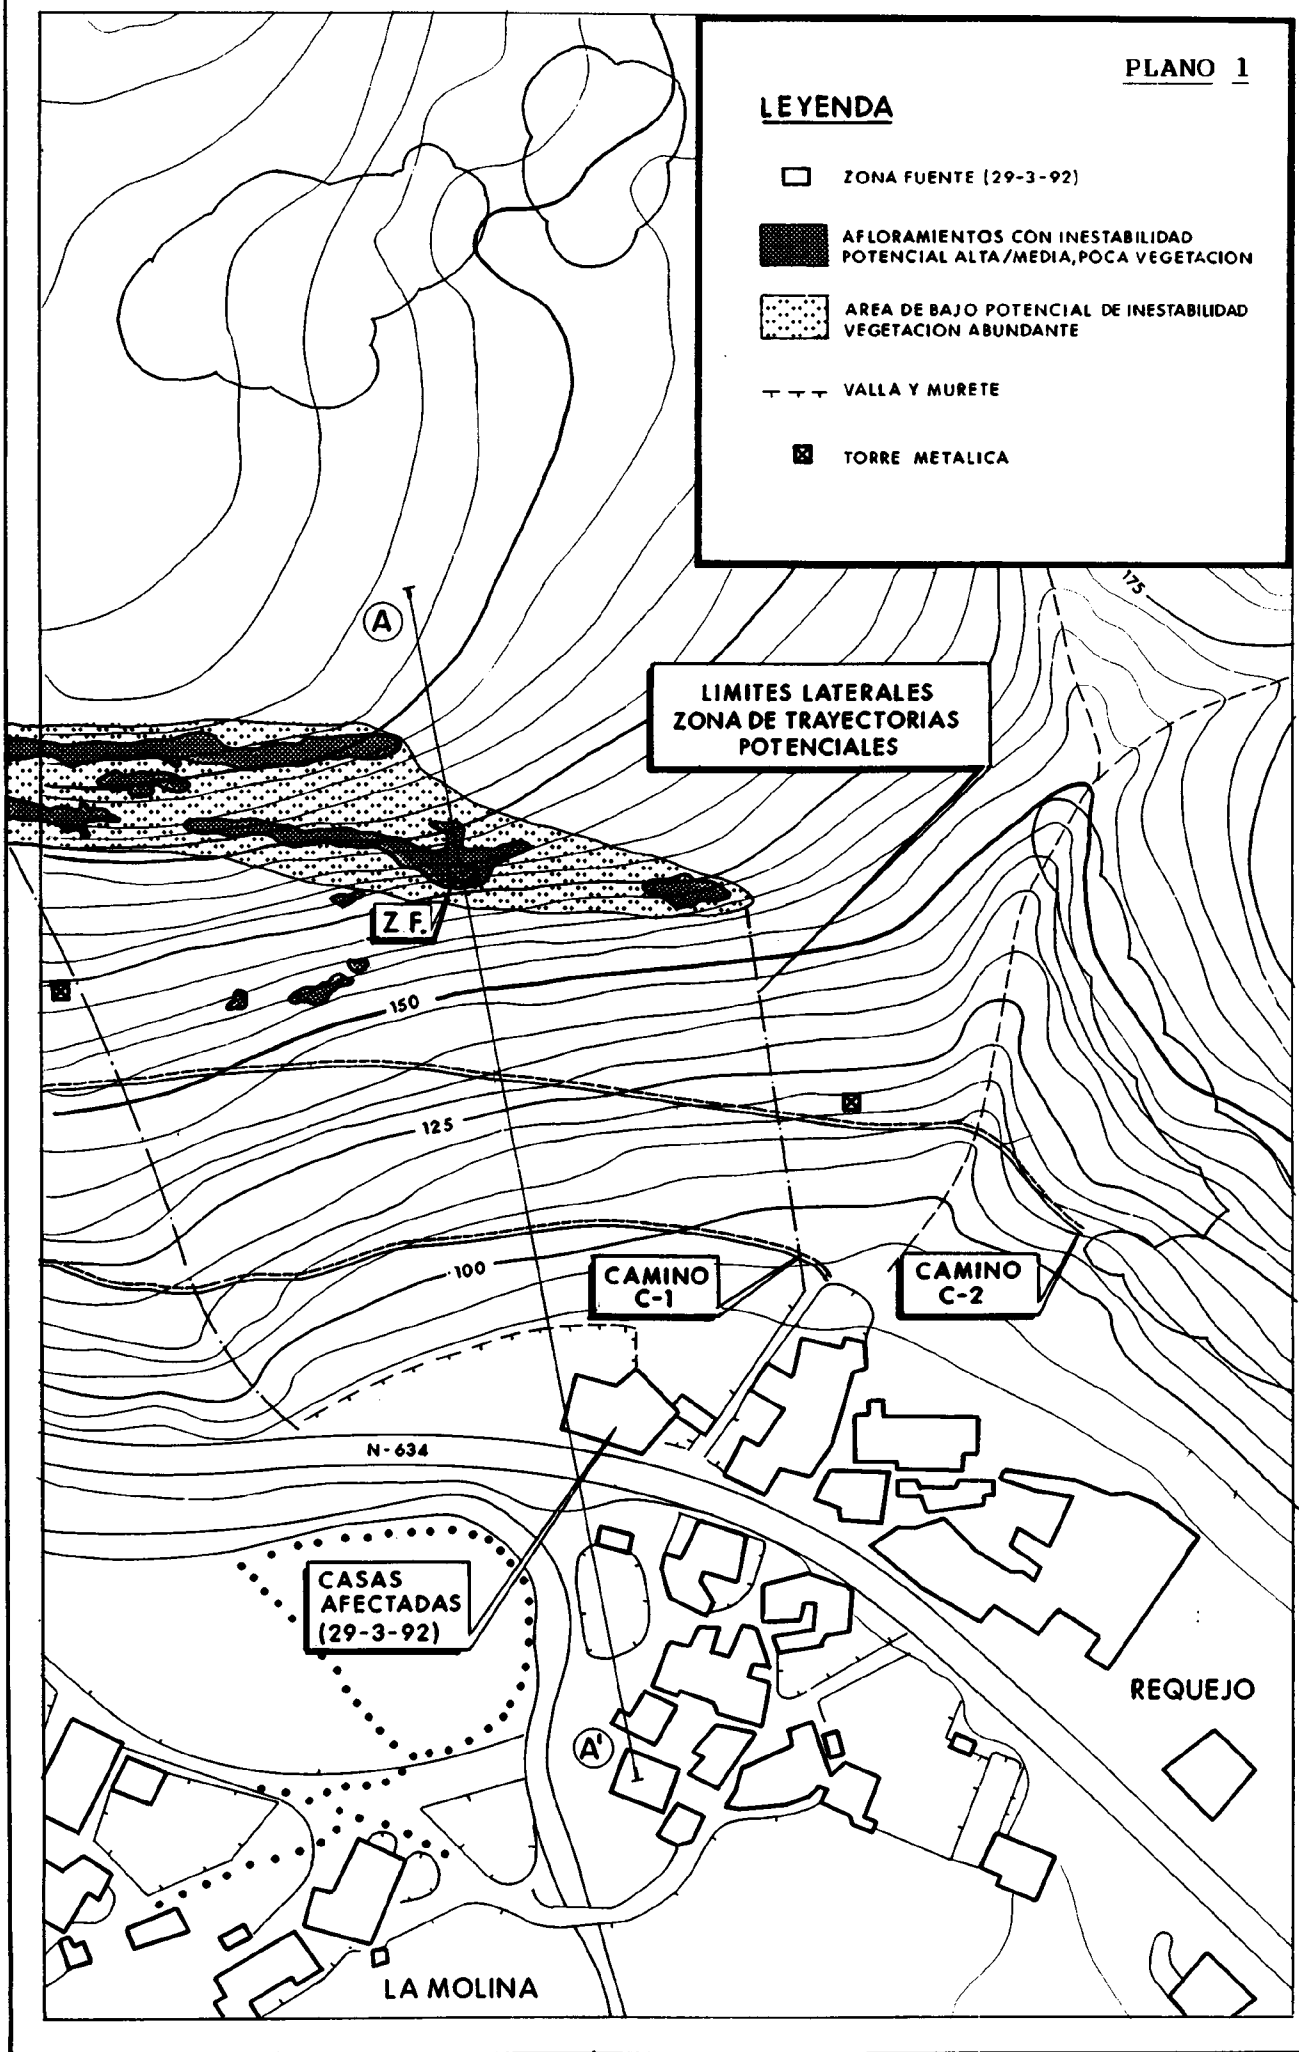 PLANO 1
LEYENDA
ZONA FUENTE (29-3-92)
AFLORAMIENTOS CON INESTABILIDAD
POTENCIAL ALTA/MEDIA, POCA VEGETACION
AREA DE BAJO POTENCIAL DE INESTABILIDAD
VEGETACION ABUNDANTE
VALLA Y MURETE
TORRE METALICA
175
A
LIMITES LATERALES
ZONA DE TRAYECTORIAS
POTENCIALES
Z F.
150
125
100
CAMINO
C-1
CAMINO
C-2
N-634
CASAS
AFECTADAS
(29-3-92)
REQUEJO
A'
LA MOLINA